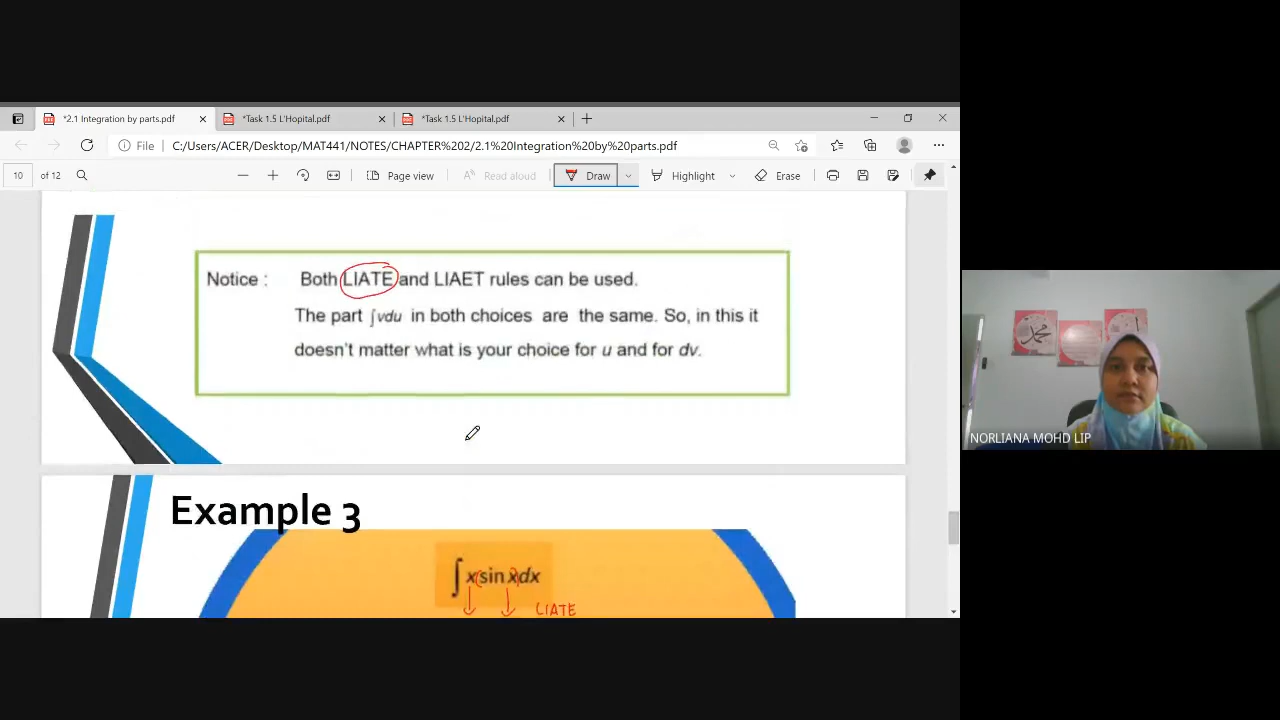 *2.1 Integration by parts.pdf
*Task 1.5 L'Hopital.pdf
*Task 1.5 L'Hopital.pdf
File
C:/Users/ACER/Desktop/MAT441/NOTES/CHAPTER%202/2.1%20Integration%20by%20parts.pdf
10 of 12
Page view
Read aloud
Draw
Highlight
Erase
Notice : Both LIATE and LIAET rules can be used.
The part ∫vdu in both choices are the same. So, in this it
doesn't matter what is your choice for u and for dv.
Example 3
∫ x sin x dx
LIATE
NORLIANA MOHD LIP